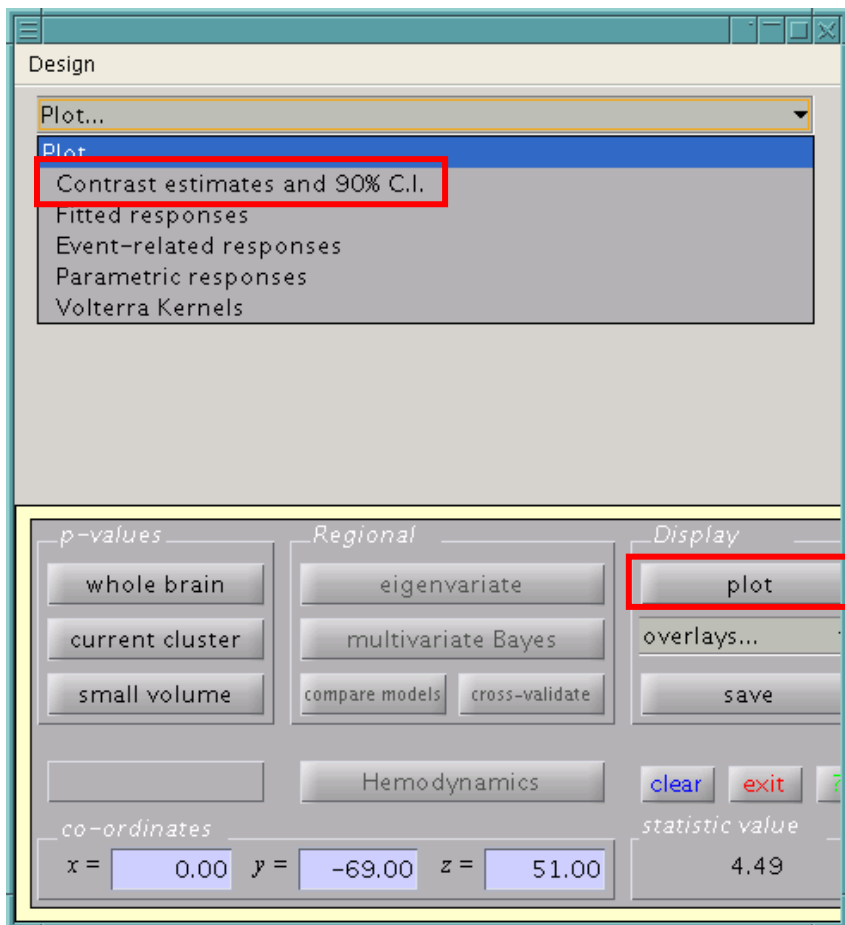 Design
Plot...
Plot
Contrast estimates and 90% C.I.
Fitted responses
Event-related responses
Parametric responses
Volterra Kernels
p-values Regional Display
whole brain eigenvariate plot
current cluster multivariate Bayes overlays...
small volume compare models cross-validate save
Hemodynamics clear exit ?
co-ordinates statistic value
x = 0.00 y = -69.00 z = 51.00 4.49